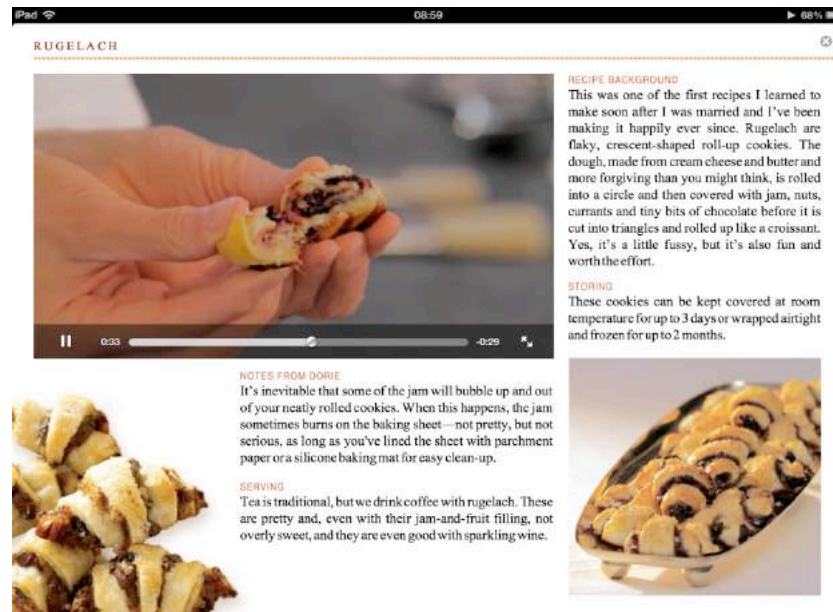 iPad 08:59 68%
RUGELACH
0:33 -0:29
NOTES FROM DORIE
It's inevitable that some of the jam will bubble up and out
of your neatly rolled cookies. When this happens, the jam
sometimes burns on the baking sheet—not pretty, but not
serious, as long as you've lined the sheet with parchment
paper or a silicone baking mat for easy clean-up.
SERVING
Tea is traditional, but we drink coffee with rugelach. These
are pretty and, even with their jam-and-fruit filling, not
overly sweet, and they are even good with sparkling wine.
RECIPE BACKGROUND
This was one of the first recipes I learned to
make soon after I was married and I've been
making it happily ever since. Rugelach are
flaky, crescent-shaped roll-up cookies. The
dough, made from cream cheese and butter and
more forgiving than you might think, is rolled
into a circle and then covered with jam, nuts,
currants and tiny bits of chocolate before it is
cut into triangles and rolled up like a croissant.
Yes, it's a little fussy, but it's also fun and
worth the effort.
STORING
These cookies can be kept covered at room
temperature for up to 3 days or wrapped airtight
and frozen for up to 2 months.